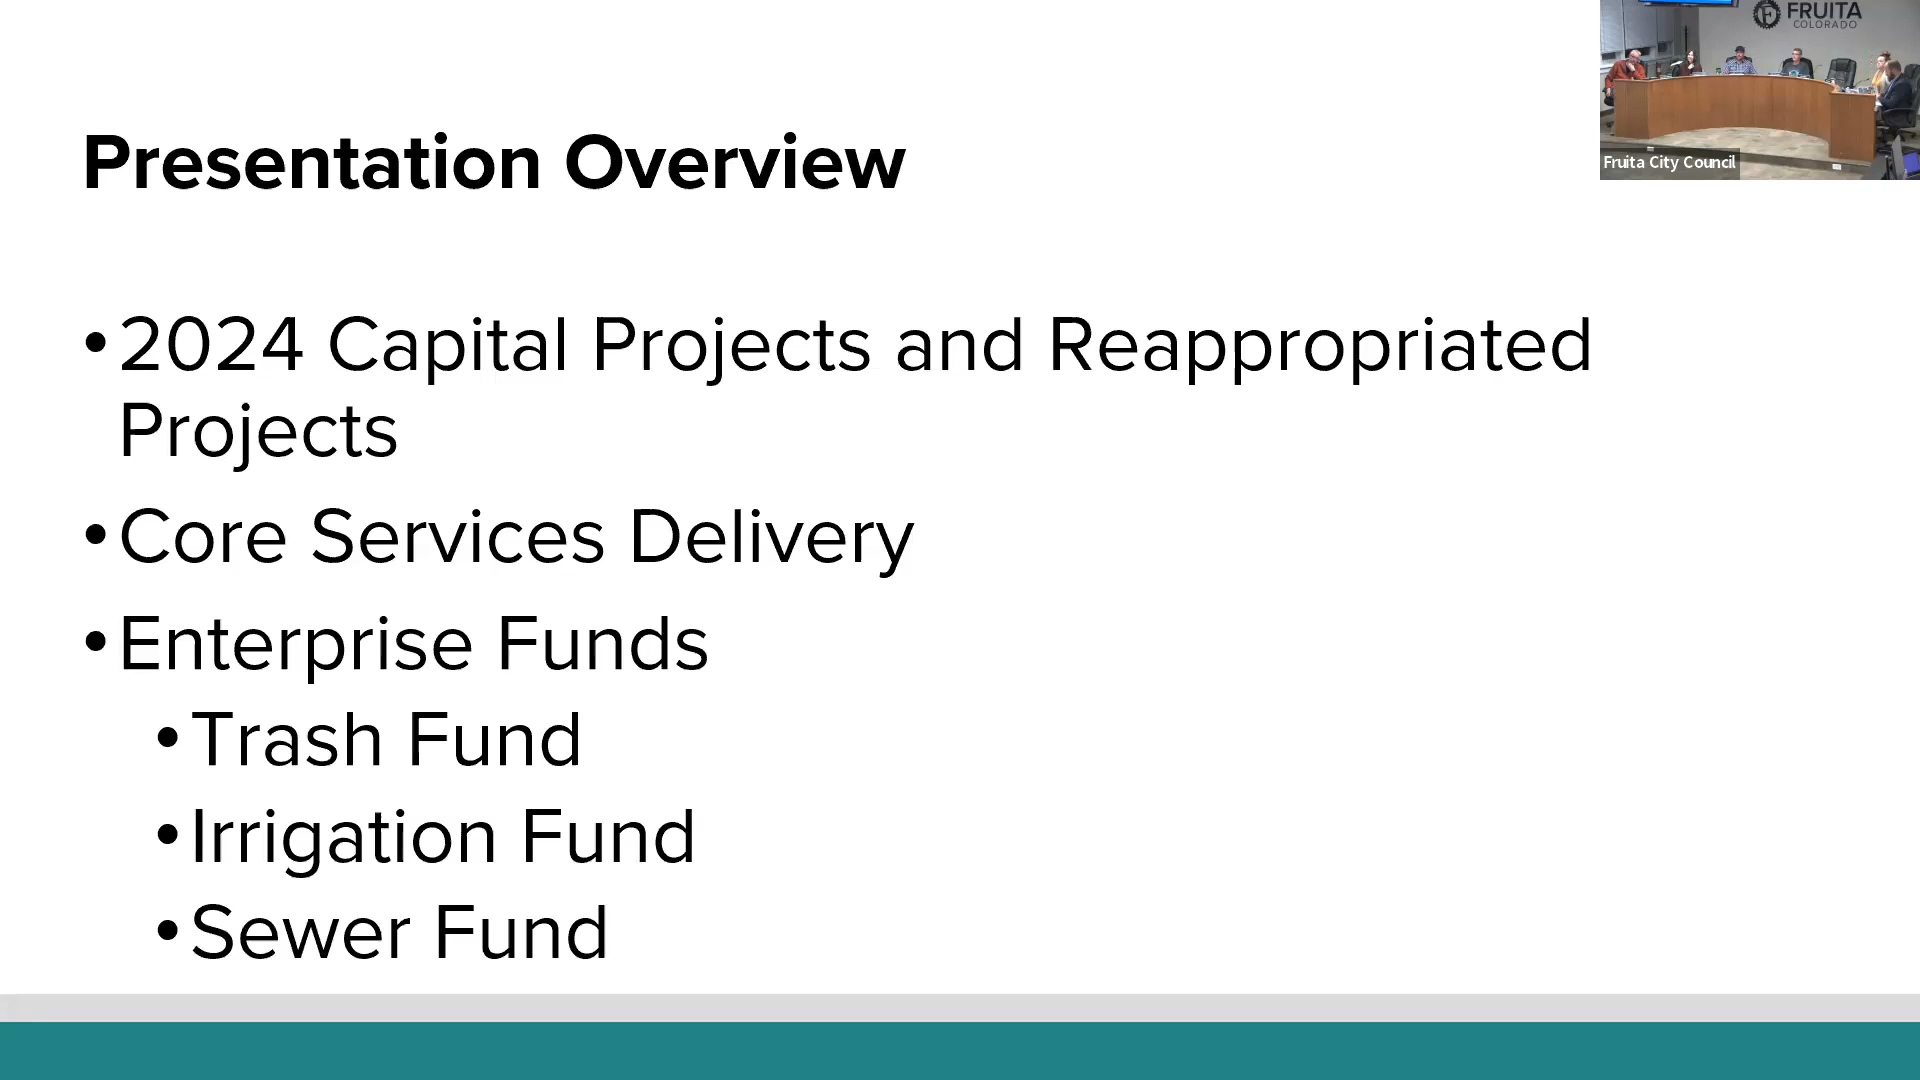 FRUITA
COLORADO
Fruita City Council
Presentation Overview
•2024 Capital Projects and Reappropriated
Projects
•Core Services Delivery
•Enterprise Funds
•Trash Fund
•Irrigation Fund
•Sewer Fund